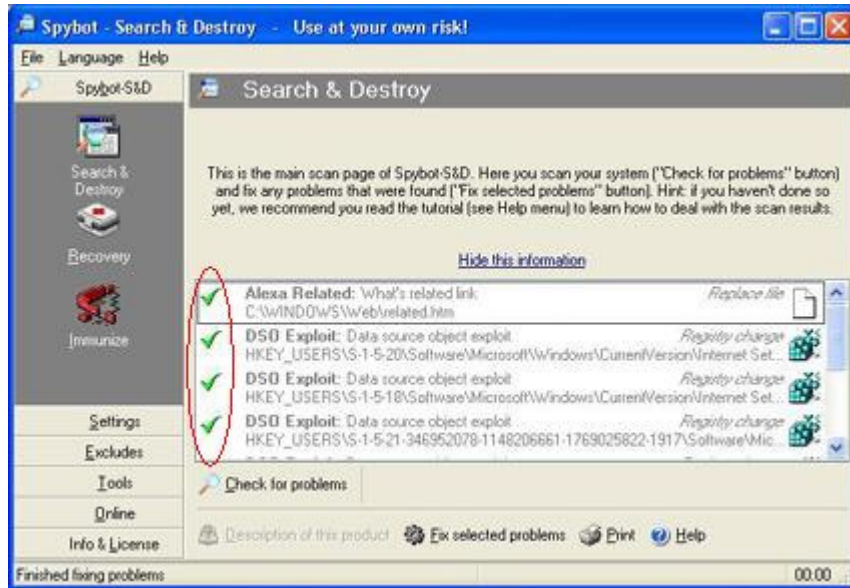 Spybot - Search & Destroy - Use at your own risk!
File Language Help
Spybot-S&D
Search & Destroy
Search &
Destroy
Recovery
Immunize
Settings
Excludes
Tools
Online
Info & License
This is the main scan page of Spybot-S&D. Here you scan your system ("Check for problems" button)
and fix any problems that were found ("Fix selected problems" button). Hint: if you haven't done so
yet, we recommend you read the tutorial (see Help menu) to learn how to deal with the scan results.
Hide this information
Alexa Related: What's related link Replace file
C:\WINDOWS\Web\related.htm
DSO Exploit: Data source object exploit Registry change
HKEY_USERS\S-1-5-20\Software\Microsoft\Windows\CurrentVersion\Internet Set...
DSO Exploit: Data source object exploit Registry change
HKEY_USERS\S-1-5-18\Software\Microsoft\Windows\CurrentVersion\Internet Set...
DSO Exploit: Data source object exploit Registry change
HKEY_USERS\S-1-5-21-346952078-1148206661-1769025822-1917\Software\Mic...
Check for problems
Description of this product Fix selected problems Print Help
Finished fixing problems 00:00